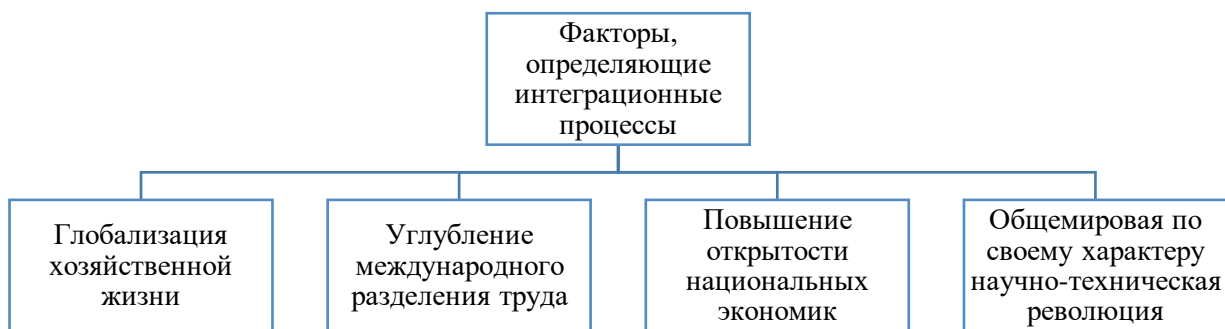 Факторы,
определяющие
интеграционные
процессы
Глобализация
хозяйственной
жизни
Углубление
международного
разделения труда
Повышение
открытости
национальных
экономик
Общемировая по
своему характеру
научно-техническая
революция